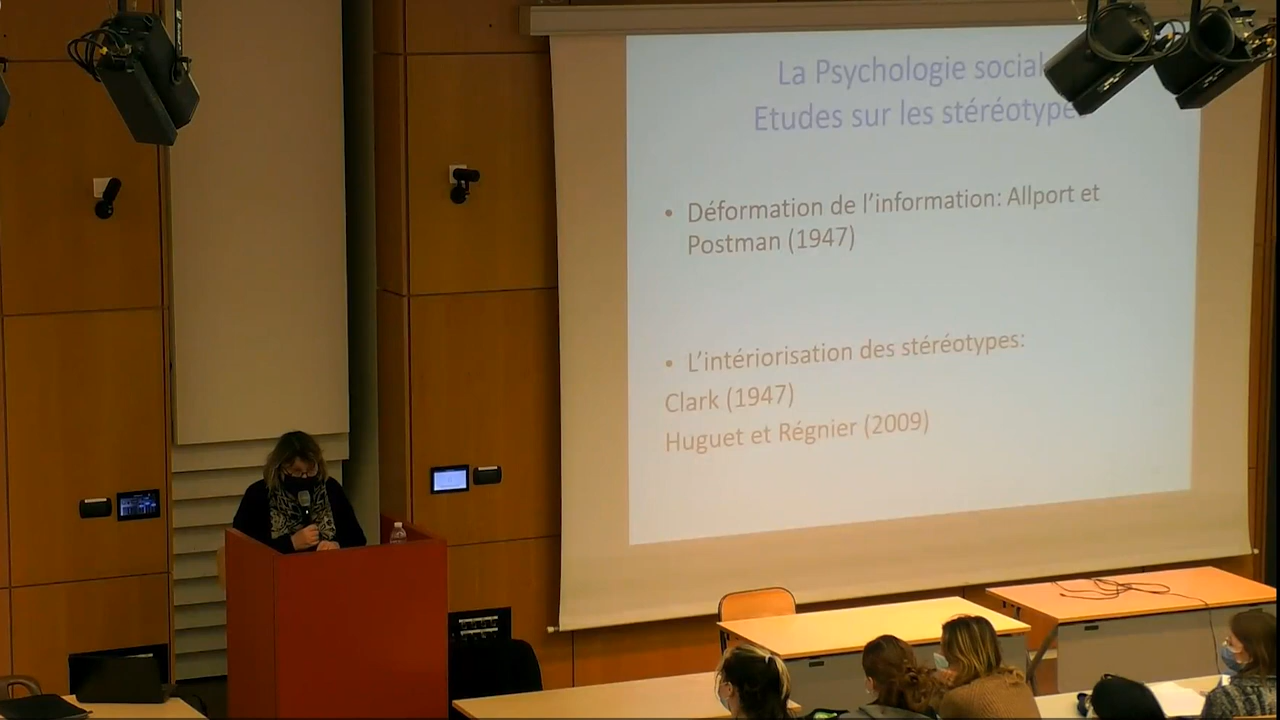 La Psychologie social
Etudes sur les stéréotype
• Déformation de l'information: Allport et
Postman (1947)
• L'intériorisation des stéréotypes:
Clark (1947)
Huguet et Régnier (2009)